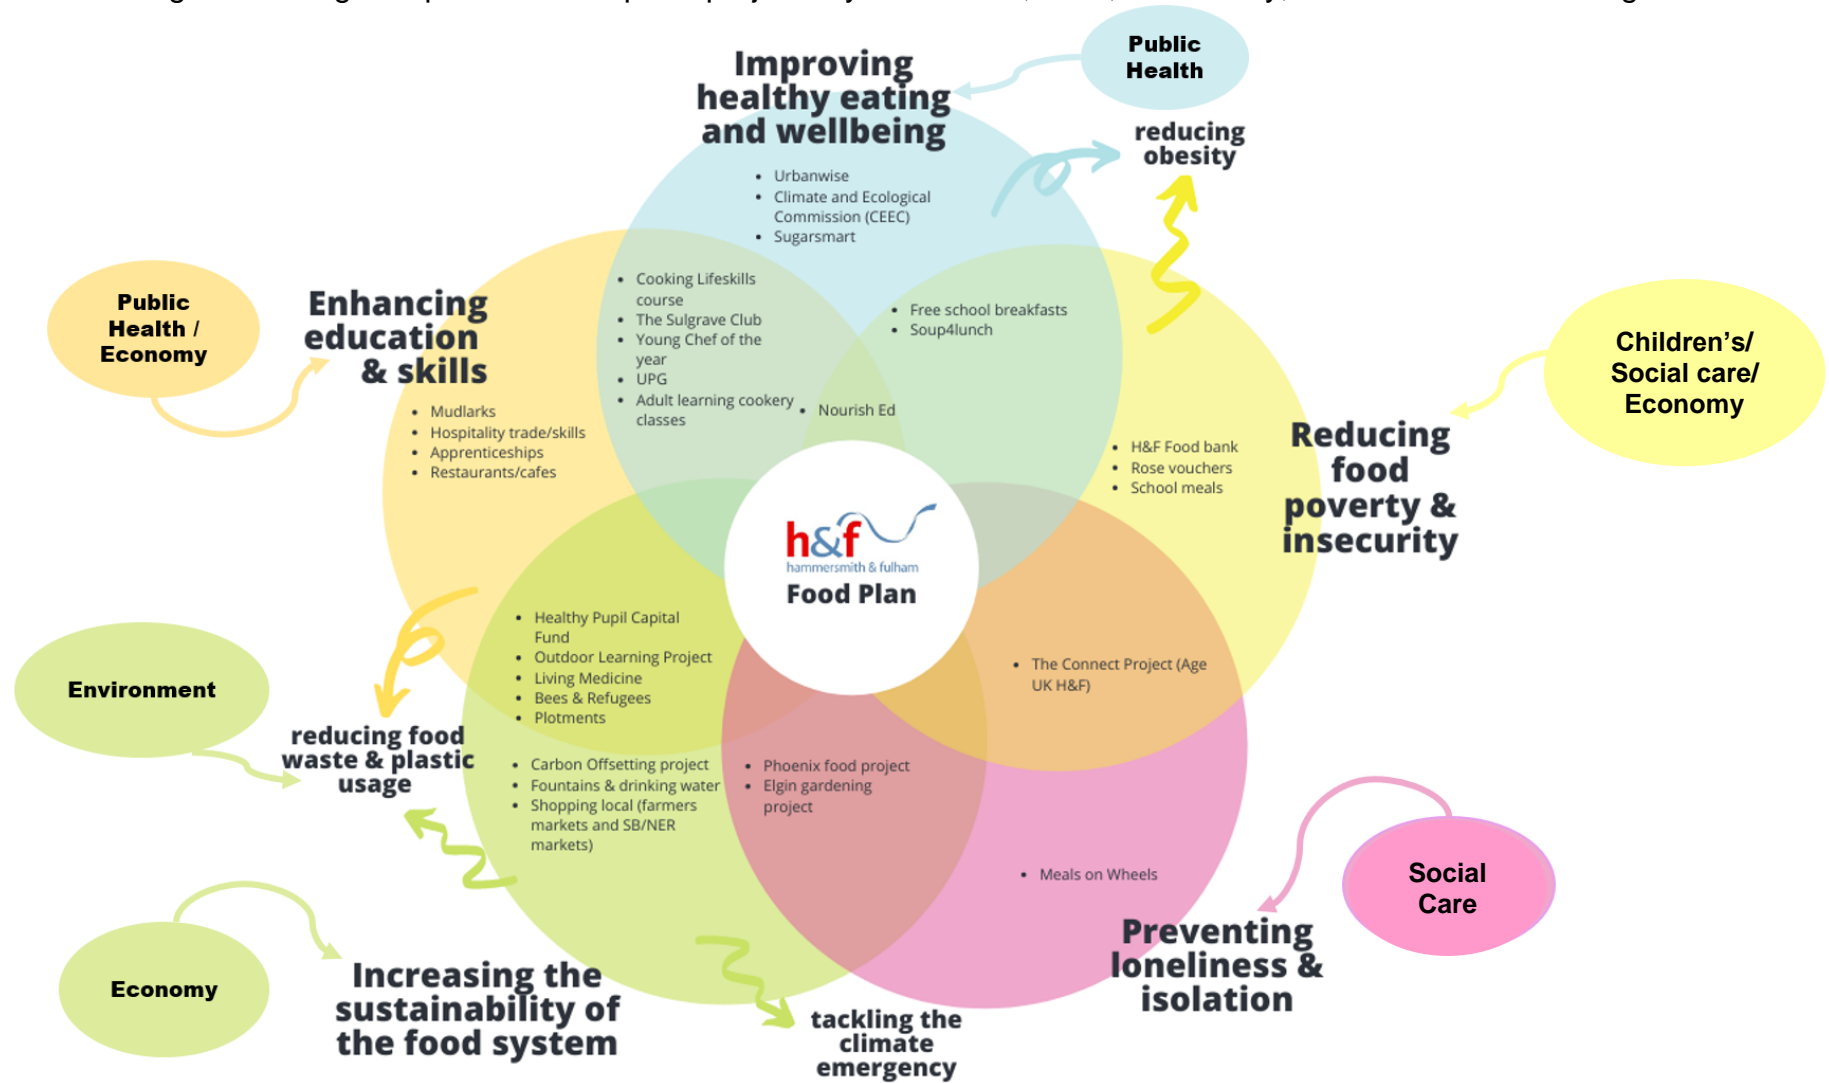 Public
Health
Improving
healthy eating
and wellbeing
reducing
obesity
• Urbanwise
• Climate and Ecological
Commission (CEEC)
• Sugarsmart
Public
Health /
Economy
Enhancing
education
& skills
• Mudlarks
• Hospitality trade/skills
• Apprenticeships
• Restaurants/cafes
• Cooking Lifeskills
course
• The Sulgrave Club
• Young Chef of the
year
• UPG
• Adult learning cookery
classes
• Free school breakfasts
• Soup4lunch
• Nourish Ed
Children's/
Social care/
Economy
Reducing
food
poverty &
insecurity
• H&F Food bank
• Rose vouchers
• School meals
h&f
hammersmith & fulham
Food Plan
• Healthy Pupil Capital
Fund
• Outdoor Learning Project
• Living Medicine
• Bees & Refugees
• Plotments
• The Connect Project (Age
UK H&F)
Environment
reducing food
waste & plastic
usage
• Carbon Offsetting project
• Fountains & drinking water
• Shopping local (farmers
markets and SB/NER
markets)
• Phoenix food project
• Elgin gardening
project
• Meals on Wheels
Social
Care
Preventing
loneliness &
isolation
Economy
Increasing the
sustainability of
the food system
tackling the
climate
emergency